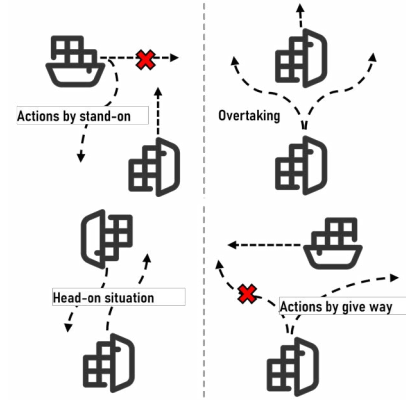 Actions by stand-on
Overtaking
Head-on situation
Actions by give way